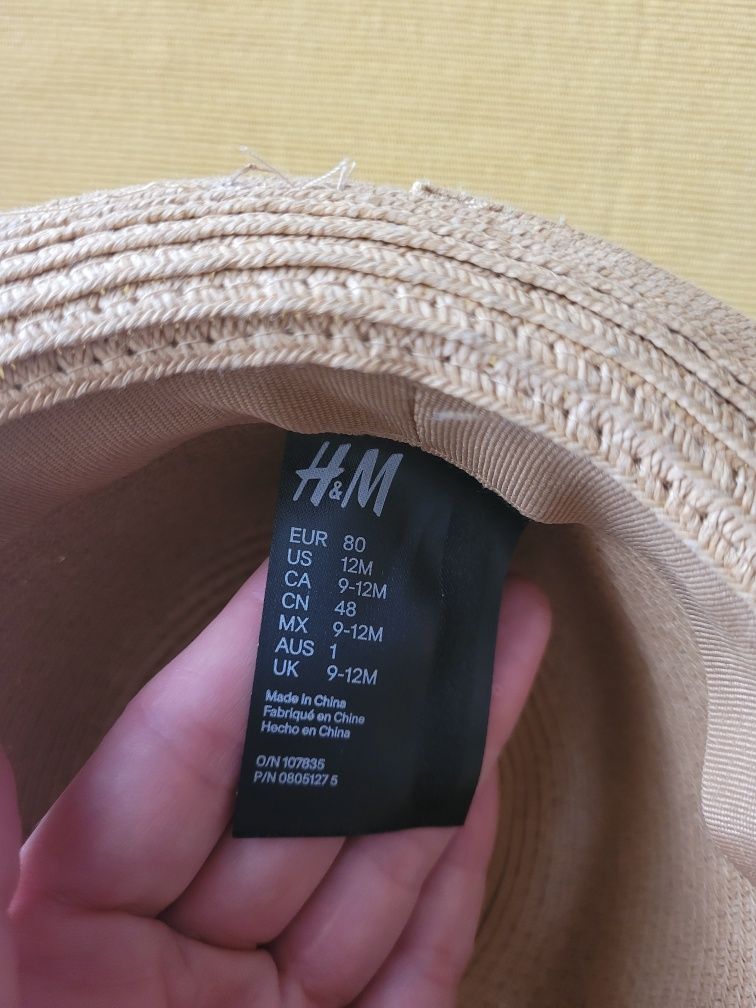 H&M
EUR 80
US 12M
CA 9-12M
CN 48
MX 9-12M
AUS 1
UK 9-12M
Made in China
Fabriqué en Chine
Hecho en China
O/N 107835
P/N 0805127 5